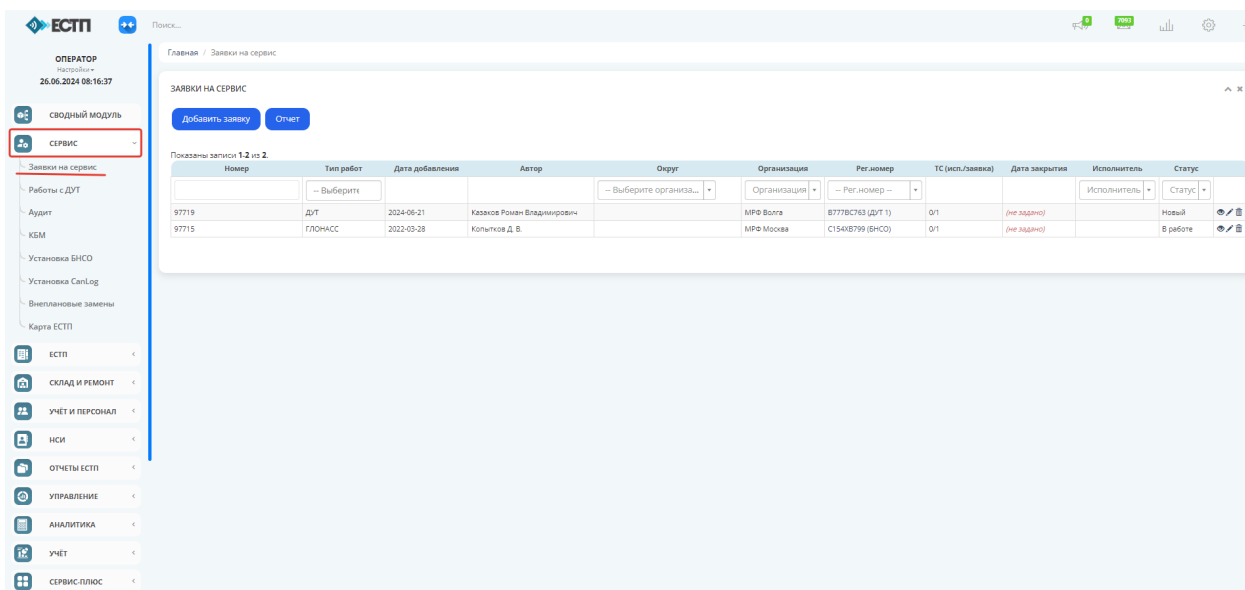 ЕСТП
Поиск...
0
7093
ОПЕРАТОР
Настройки
26.06.2024 08:16:37
Главная / Заявки на сервис
ЗАЯВКИ НА СЕРВИС
Добавить заявку
Отчет
Показаны записи 1-2 из 2.
Номер Тип работ Дата добавления Автор Округ Организация Рег.номер ТС (исп./заявка) Дата закрытия Исполнитель Статус
-- Выберите -- Выберите организа... Организация -- Рег.номер -- Исполнитель Статус
97719 ДУТ 2024-06-21 Казаков Роман Владимирович МРФ Волга В777ВС763 (ДУТ 1) 0/1 (не задано) Новый
97715 ГЛОНАСС 2022-03-28 Копытков Д. В. МРФ Москва С154ХВ799 (БНСО) 0/1 (не задано) В работе
СВОДНЫЙ МОДУЛЬ
СЕРВИС
Заявки на сервис
Работы с ДУТ
Аудит
КБМ
Установка БНСО
Установка CanLog
Внеплановые замены
Карта ЕСТП
ЕСТП
СКЛАД И РЕМОНТ
УЧЁТ И ПЕРСОНАЛ
НСИ
ОТЧЕТЫ ЕСТП
УПРАВЛЕНИЕ
АНАЛИТИКА
УЧЁТ
СЕРВИС-ПЛЮС